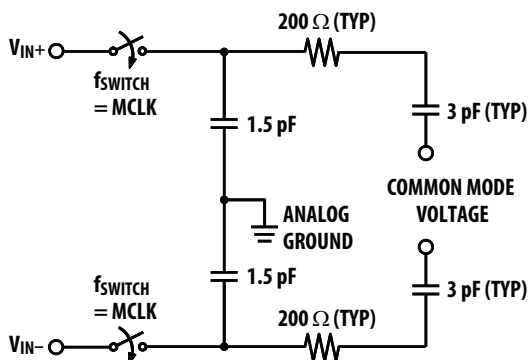 200 Ω (TYP)
VIN+
fSWITCH
= MCLK
3 pF (TYP)
1.5 pF
COMMON MODE
VOLTAGE
ANALOG
GROUND
fSWITCH
= MCLK
1.5 pF
3 pF (TYP)
200 Ω (TYP)
VIN–